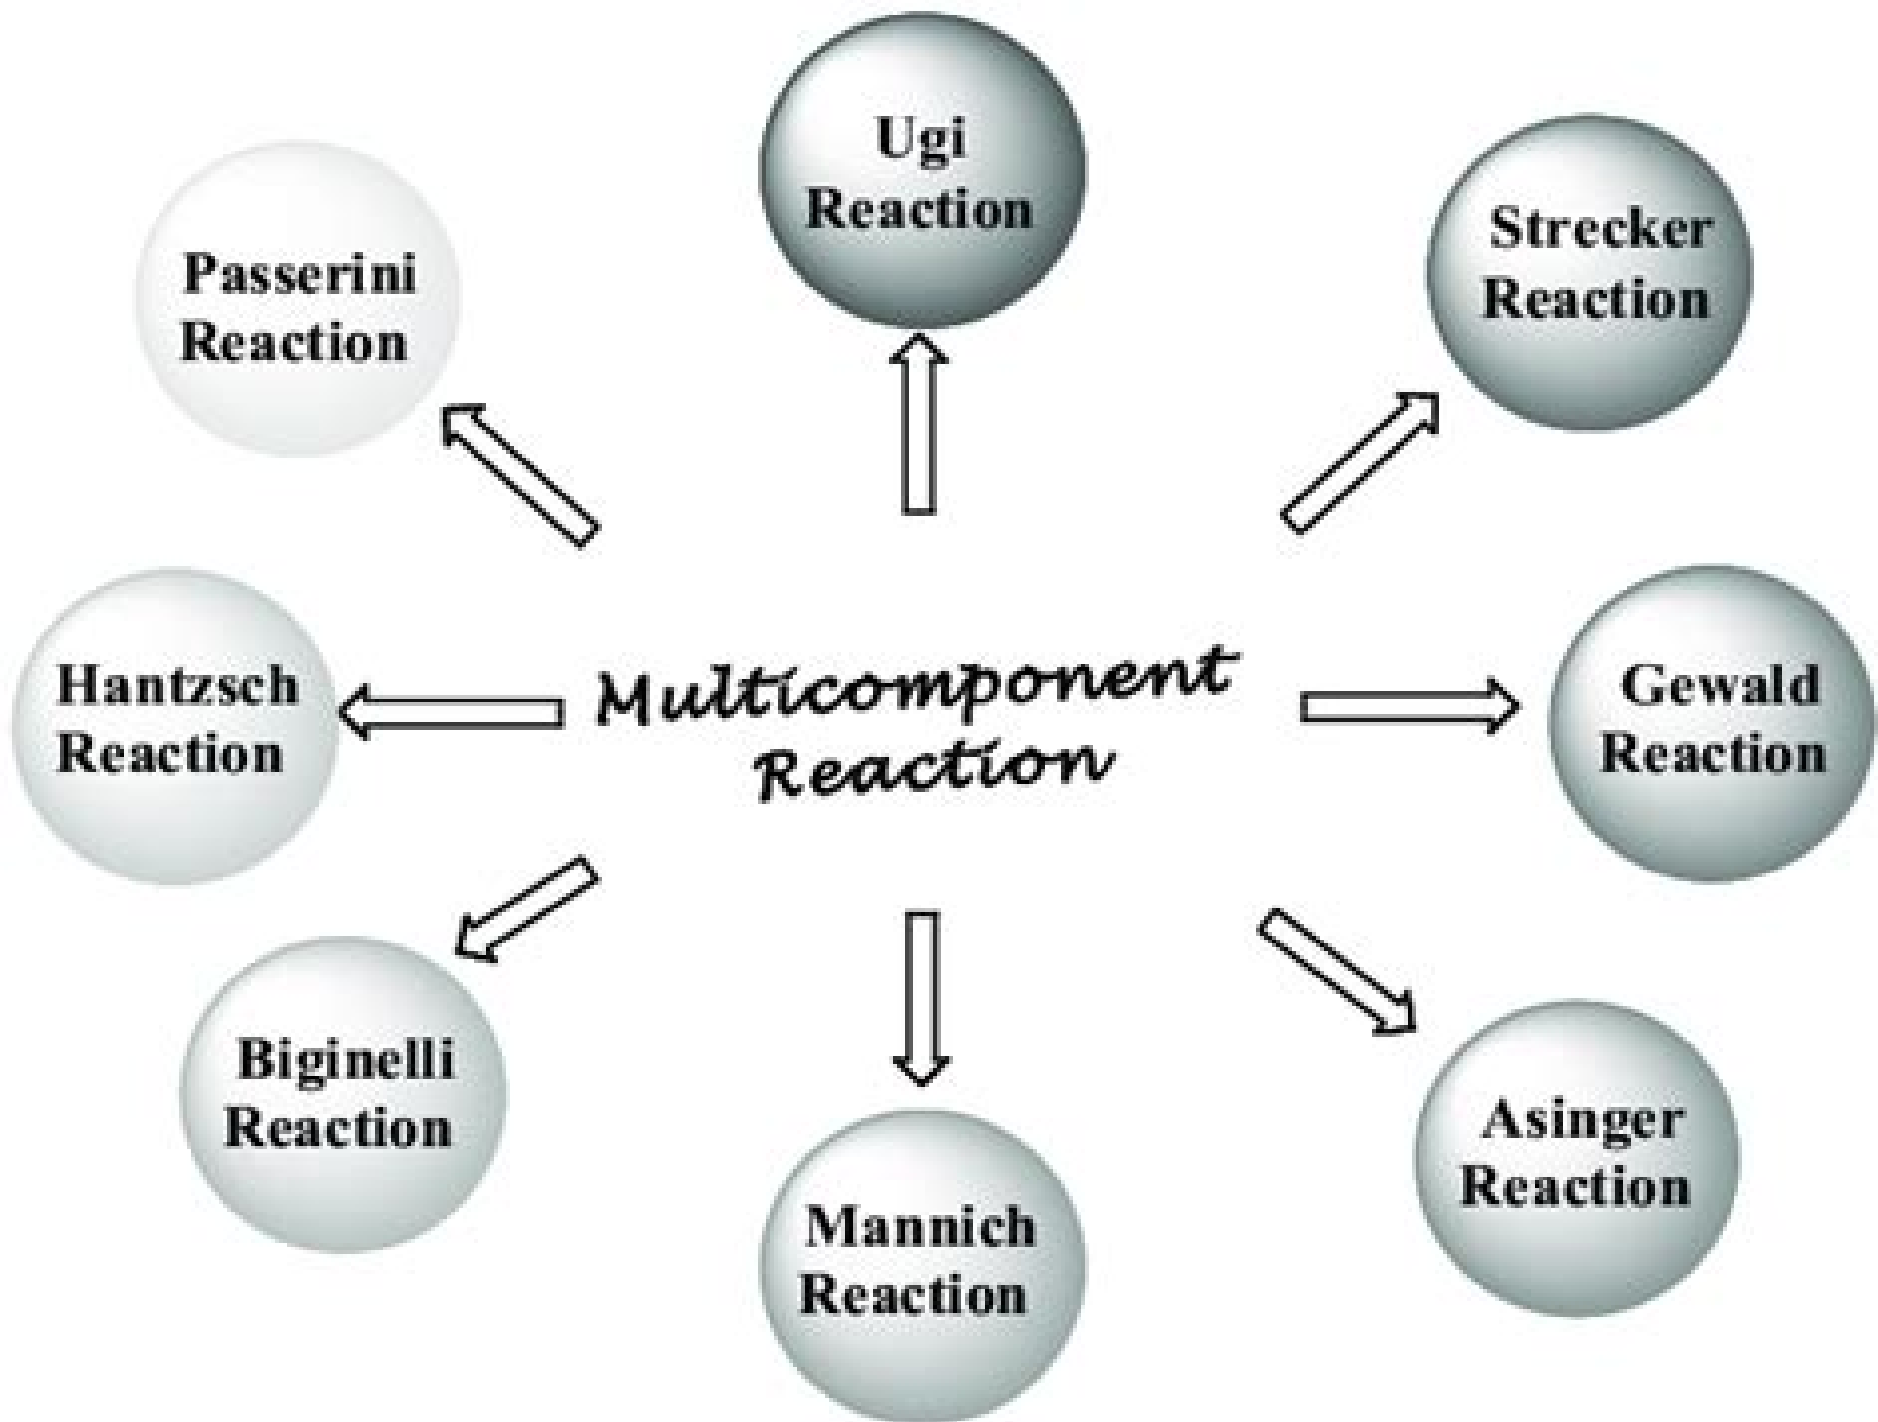 Ugi
Reaction
Strecker
Reaction
Passerini
Reaction
Hantzsch
Reaction
Multicomponent
Reaction
Gewald
Reaction
Biginelli
Reaction
Asinger
Reaction
Mannich
Reaction